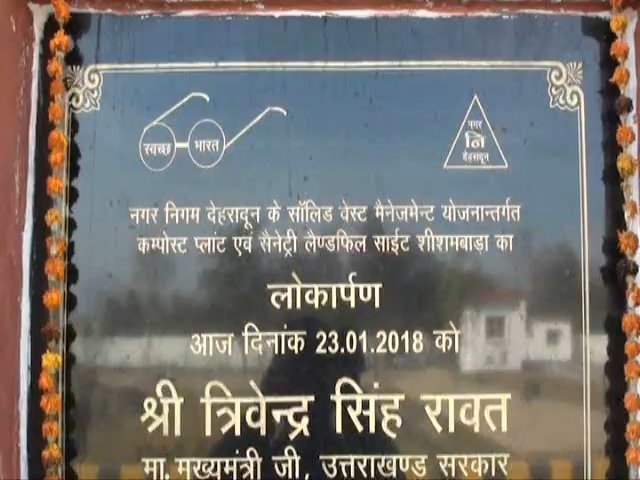 स्वच्छ भारत
नगर
नि
देहरादून
नगर निगम देहरादून के सॉलिड वेस्ट मैनेजमेन्ट योजनान्तर्गत
कम्पोस्ट प्लांट एवं सैनेट्री लैण्डफिल साईट शीशमबाड़ा का
लोकार्पण
आज दिनांक 23.01.2018 को
श्री त्रिवेन्द्र सिंह रावत
मा. मुख्यमंत्री जी, उत्तराखण्ड सरकार